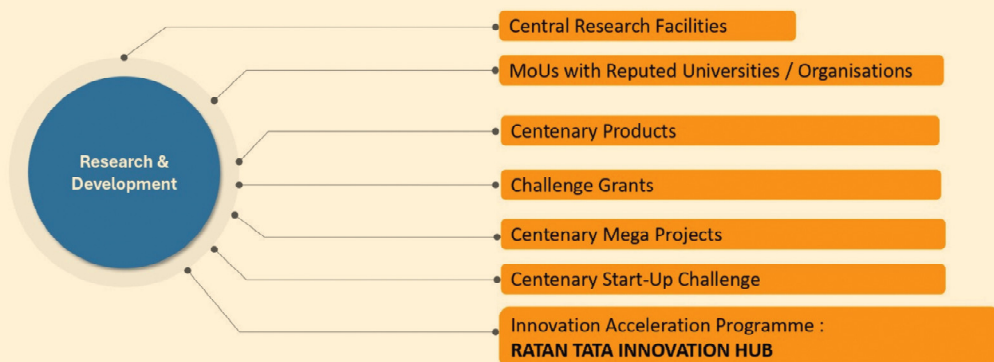 Research &
Development
Central Research Facilities
MoUs with Reputed Universities / Organisations
Centenary Products
Challenge Grants
Centenary Mega Projects
Centenary Start-Up Challenge
Innovation Acceleration Programme :
RATAN TATA INNOVATION HUB